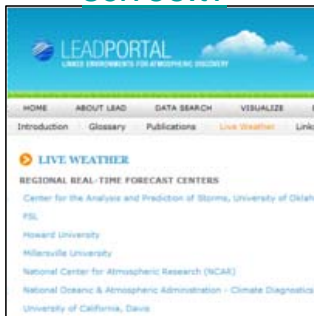 LEADPORTAL
LINKED ENVIRONMENTS FOR ATMOSPHERIC DISCOVERY
HOME ABOUT LEAD DATA SEARCH VISUALIZE
Introduction Glossary Publications Live Weather Links
LIVE WEATHER
REGIONAL REAL-TIME FORECAST CENTERS
Center for the Analysis and Prediction of Storms, University of Oklah
FSL
Howard University
Millersville University
National Center for Atmospheric Research (NCAR)
National Oceanic & Atmospheric Administration - Climate Diagnostics
University of California, Davis